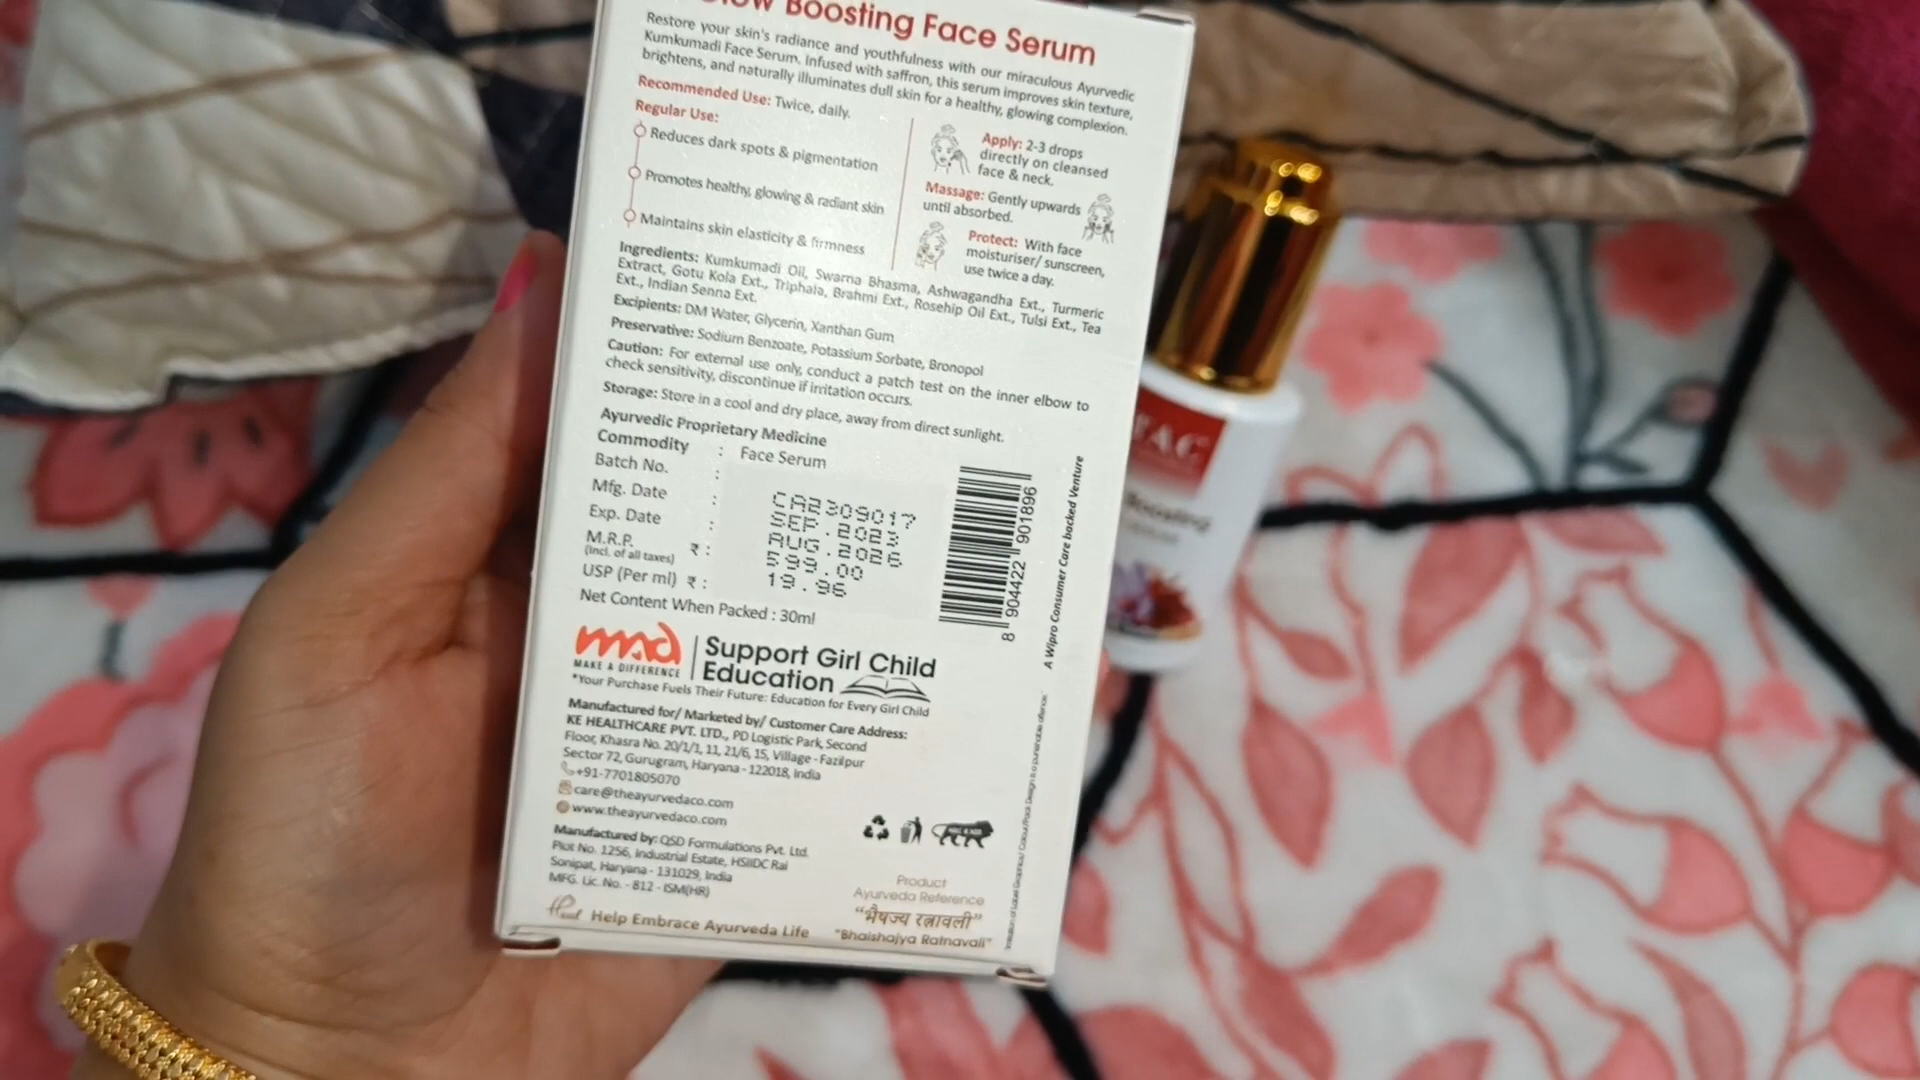 Glow Boosting Face Serum
Restore your skin's radiance and youthfulness with our miraculous Ayurvedic
Kumkumadi Face Serum. Infused with saffron, this serum improves skin texture,
brightens, and naturally illuminates dull skin for a healthy, glowing complexion.
Recommended Use: Twice, daily.
Regular Use:
Reduces dark spots & pigmentation
Promotes healthy, glowing & radiant skin
Maintains skin elasticity & firmness
Apply: 2-3 drops
directly on cleansed
face & neck.
Massage: Gently upwards
until absorbed.
Protect: With face
moisturiser/ sunscreen,
use twice a day.
Ingredients: Kumkumadi Oil, Swarna Bhasma, Ashwagandha Ext., Turmeric
Extract, Gotu Kola Ext., Triphala, Brahmi Ext., Rosehip Oil Ext., Tulsi Ext., Tea
Ext., Indian Senna Ext.
Excipients: DM Water, Glycerin, Xanthan Gum
Preservative: Sodium Benzoate, Potassium Sorbate, Bronopol
Caution: For external use only, conduct a patch test on the inner elbow to
check sensitivity, discontinue if irritation occurs.
Storage: Store in a cool and dry place, away from direct sunlight.
Ayurvedic Proprietary Medicine
Commodity : Face Serum
Batch No. : CA2309017
Mfg. Date : SEP.2023
Exp. Date : AUG.2026
M.R.P. ₹ : 599.00
(Incl. of all taxes)
USP (Per ml) ₹ : 19.96
Net Content When Packed : 30ml
8 904422 901896
A Wipro Consumer Care backed Venture
mad
MAKE A DIFFERENCE
Support Girl Child
Education
*Your Purchase Fuels Their Future: Education for Every Girl Child
Manufactured for/ Marketed by/ Customer Care Address:
KE HEALTHCARE PVT. LTD., PD Logistic Park, Second
Floor, Khasra No. 20/1/1, 11, 21/6, 15, Village - Fazilpur
Sector 72, Gurugram, Haryana - 122018, India
+91-7701805070
care@theayurvedaco.com
www.theayurvedaco.com
Manufactured by: QSD Formulations Pvt. Ltd.
Plot No. 1256, Industrial Estate, HSIIDC Rai
Sonipat, Haryana - 131029, India
MFG. Lic. No. - 812 - ISM(HR)
Help Embrace Ayurveda Life
Product
Ayurveda Reference
“भैषज्य रत्नावली”
"Bhaishajya Ratnavali"
T.A.C
Boosting